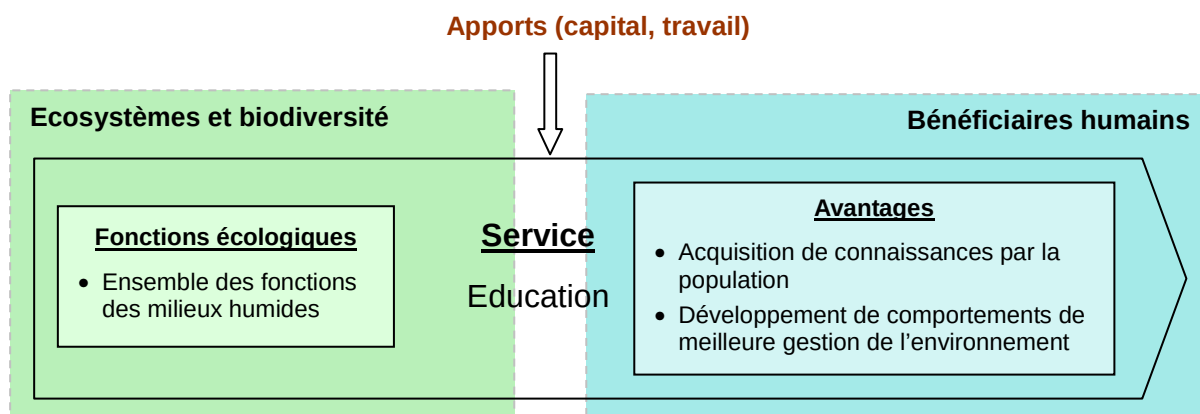 Apports (capital, travail)
Ecosystèmes et biodiversité
Bénéficiaires humains
Fonctions écologiques
• Ensemble des fonctions
des milieux humides
Service
Education
Avantages
• Acquisition de connaissances par la
population
• Développement de comportements de
meilleure gestion de l’environnement